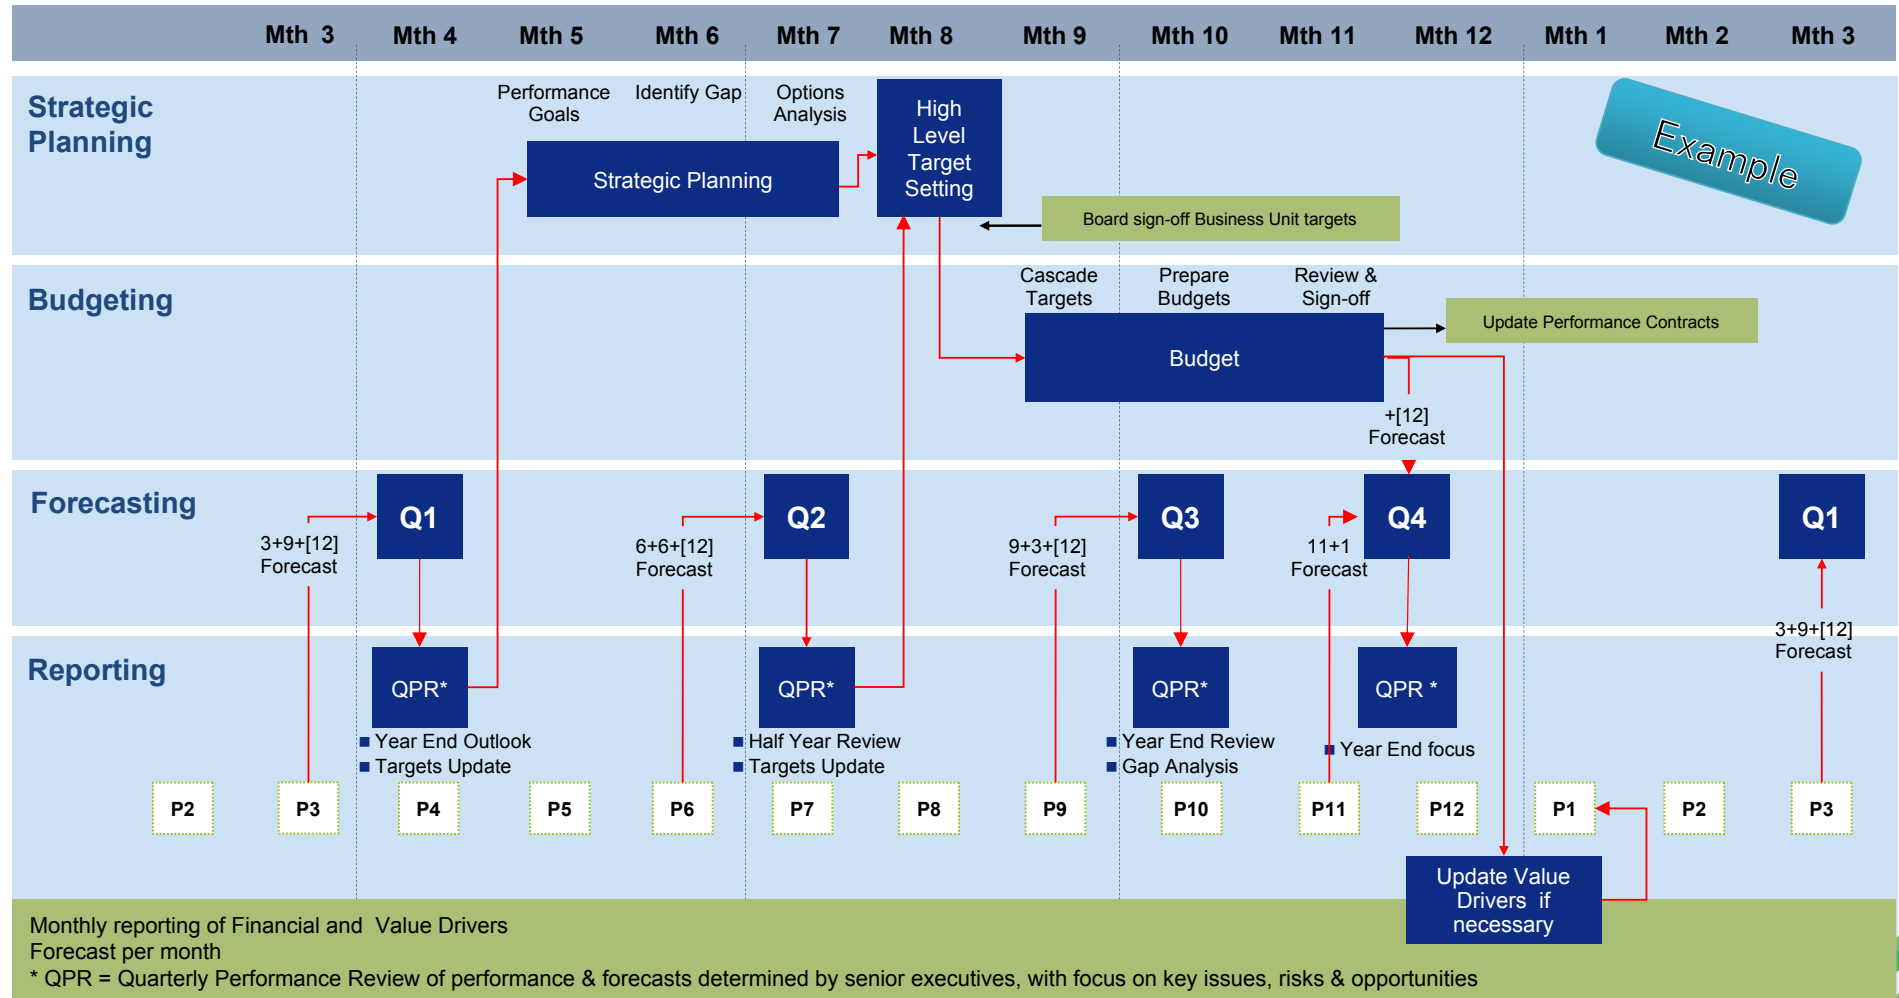 Mth 3 Mth 4 Mth 5 Mth 6 Mth 7 Mth 8 Mth 9 Mth 10 Mth 11 Mth 12 Mth 1 Mth 2 Mth 3
Strategic
Planning
Performance
Goals
Identify Gap
Options
Analysis
Strategic Planning
High
Level
Target
Setting
Board sign-off Business Unit targets
Example
Budgeting
Cascade
Targets
Prepare
Budgets
Review &
Sign-off
Budget
Update Performance Contracts
+[12]
Forecast
Forecasting
3+9+[12]
Forecast
Q1
6+6+[12]
Forecast
Q2
9+3+[12]
Forecast
Q3
11+1
Forecast
Q4
Q1
3+9+[12]
Forecast
Reporting
QPR*
Year End Outlook
Targets Update
QPR*
Half Year Review
Targets Update
QPR*
Year End Review
Gap Analysis
QPR *
Year End focus
P2 P3 P4 P5 P6 P7 P8 P9 P10 P11 P12 P1 P2 P3
Update Value
Drivers if
necessary
Monthly reporting of Financial and Value Drivers
Forecast per month
* QPR = Quarterly Performance Review of performance & forecasts determined by senior executives, with focus on key issues, risks & opportunities